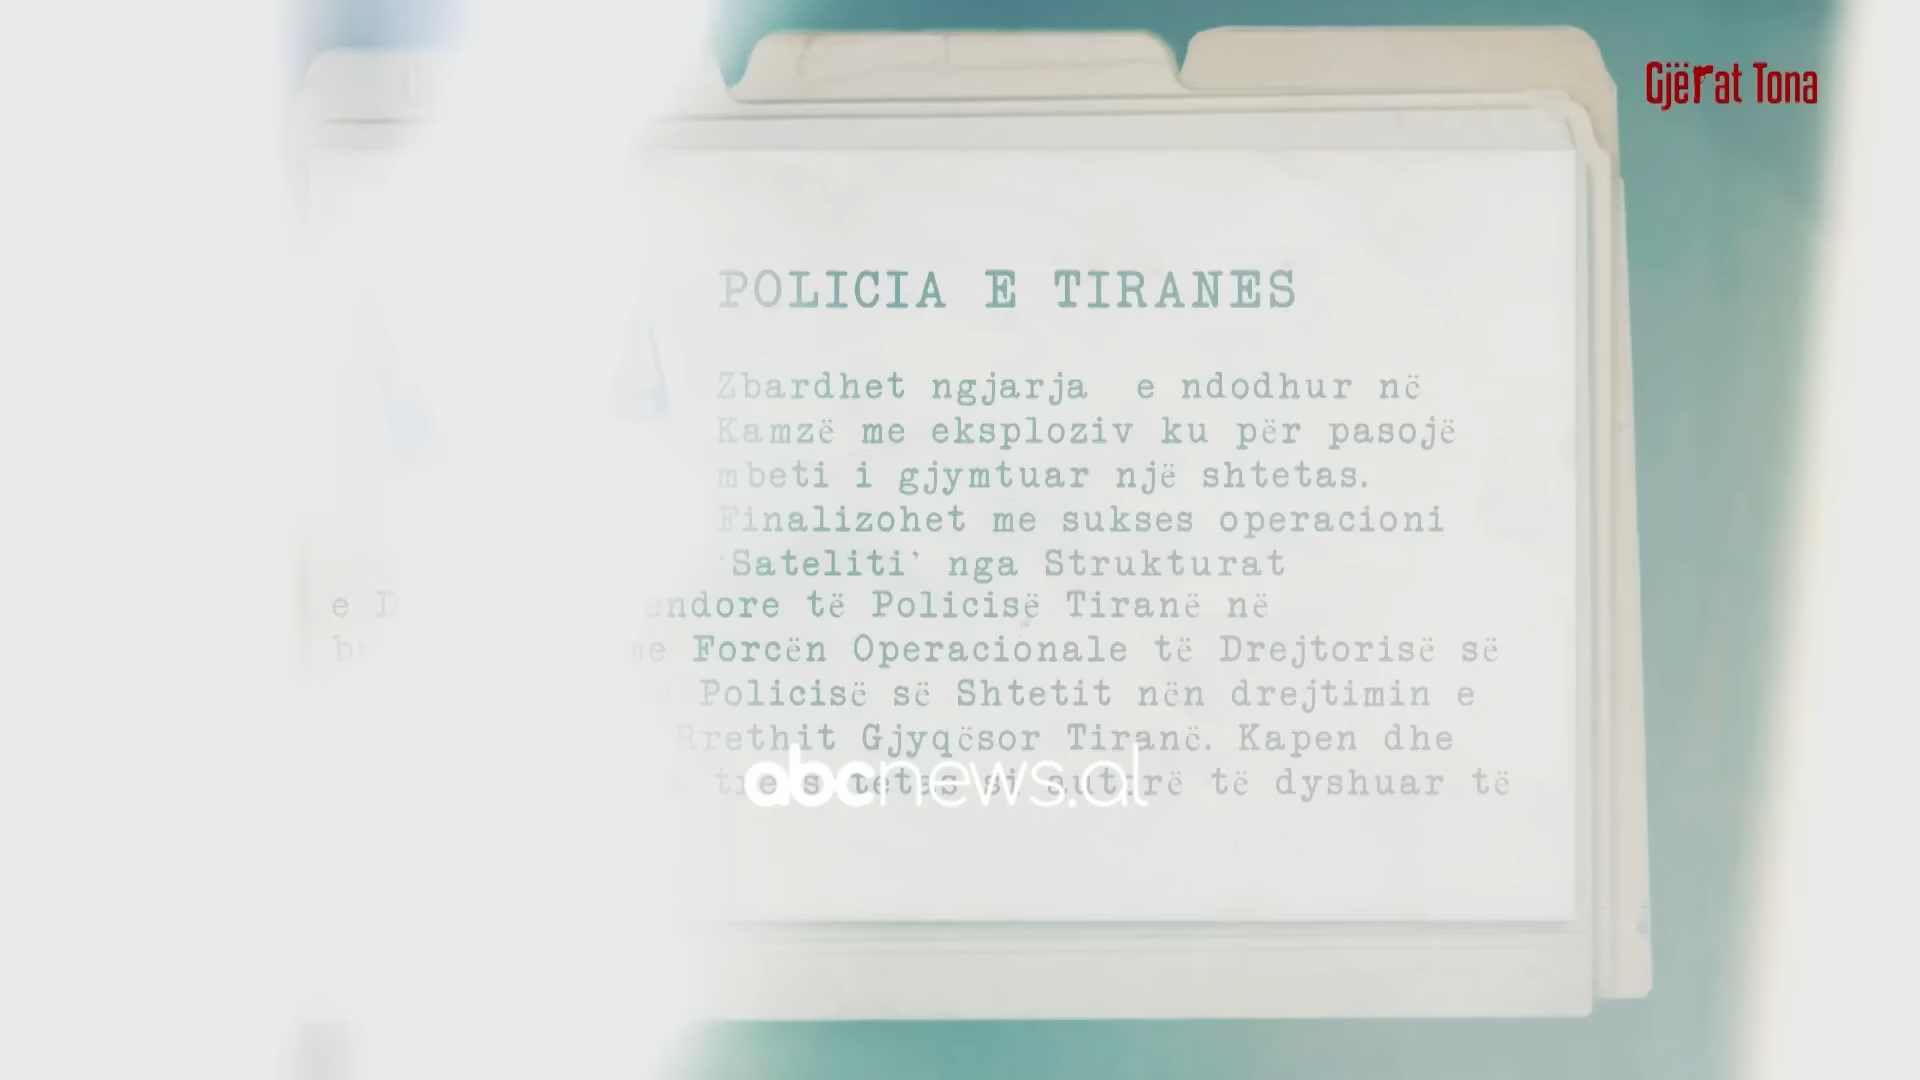 Gjërat Tona
POLICIA E TIRANES
Zbardhet ngjarja e ndodhur në
Kamzë me eksploziv ku për pasojë
mbeti i gjymtuar një shtetas.
Finalizohet me sukses operacioni
'Sateliti' nga Strukturat
e endore të Policisë Tiranë në
me Forcën Operacionale të Drejtorisë së
Policisë së Shtetit nën drejtimin e
Rrethit Gjyqësor Tiranë. Kapen dhe
si autorë të dyshuar të
abcnews.al